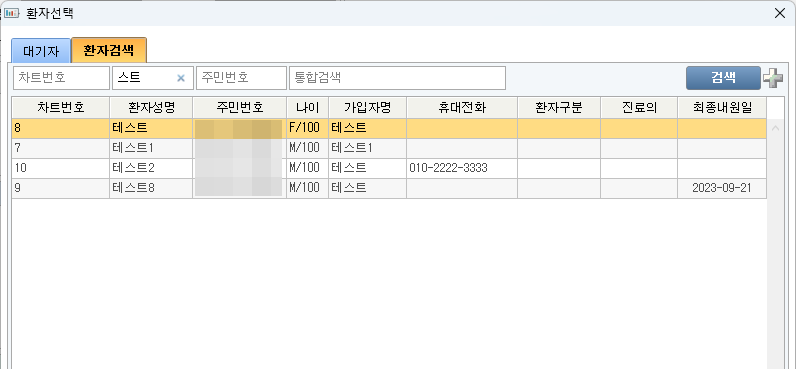 환자선택
대기자 환자검색
차트번호 스트 주민번호 통합검색 검색
차트번호 환자성명 주민번호 나이 가입자명 휴대전화 환자구분 진료의 최종내원일
8 테스트 F/100 테스트
7 테스트1 M/100 테스트1
10 테스트2 M/100 테스트 010-2222-3333
9 테스트8 M/100 테스트 2023-09-21